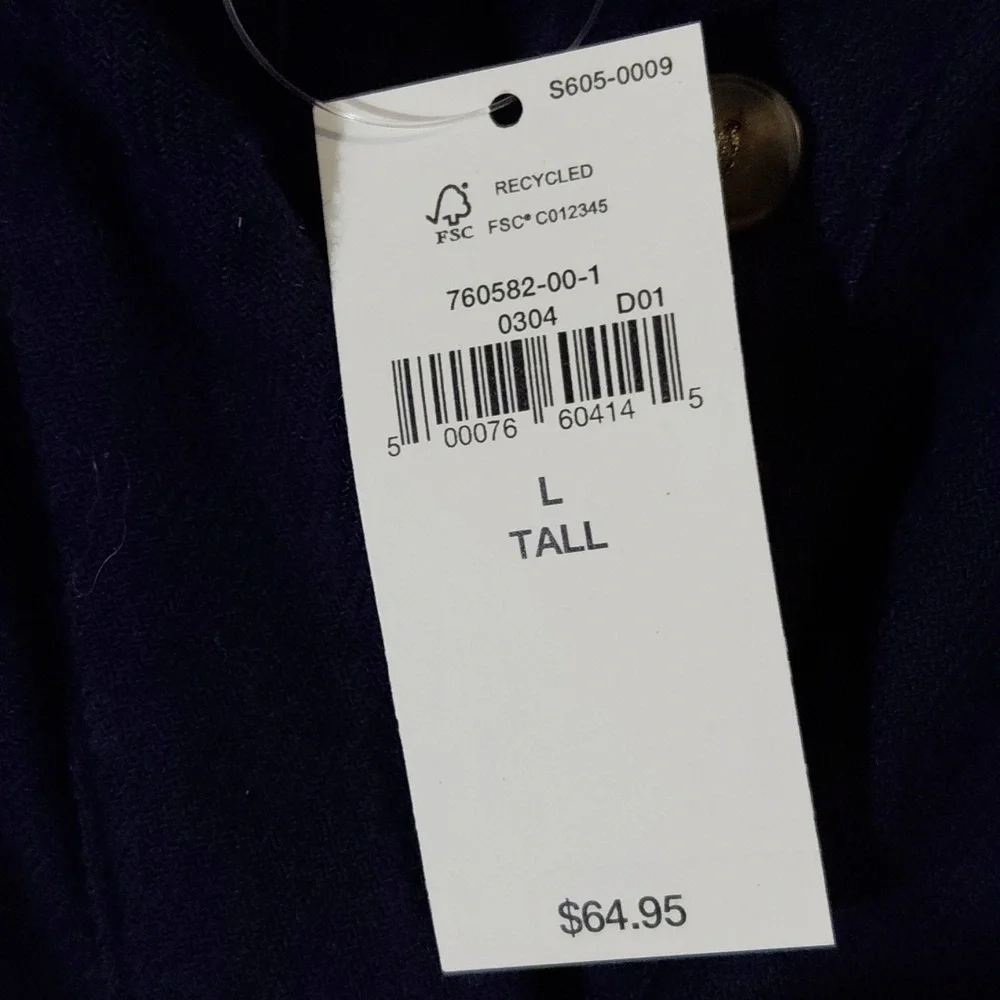 S605-0009
RECYCLED
FSC
FSC® C012345
760582-00-1
0304 D01
5 00076 60414 5
L
TALL
$64.95